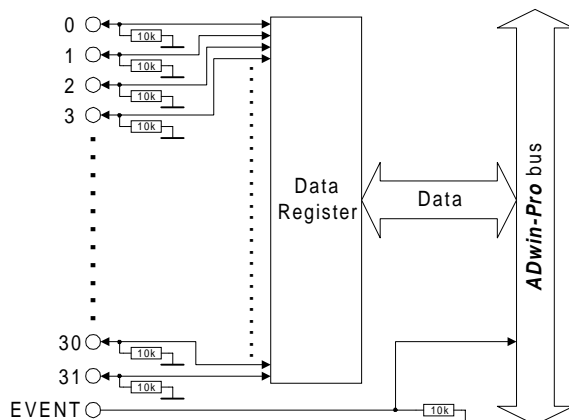 0
10k
1
10k
2
10k
3
10k
Data
Register
Data
ADwin-Pro bus
30
10k
31
10k
EVENT
10k